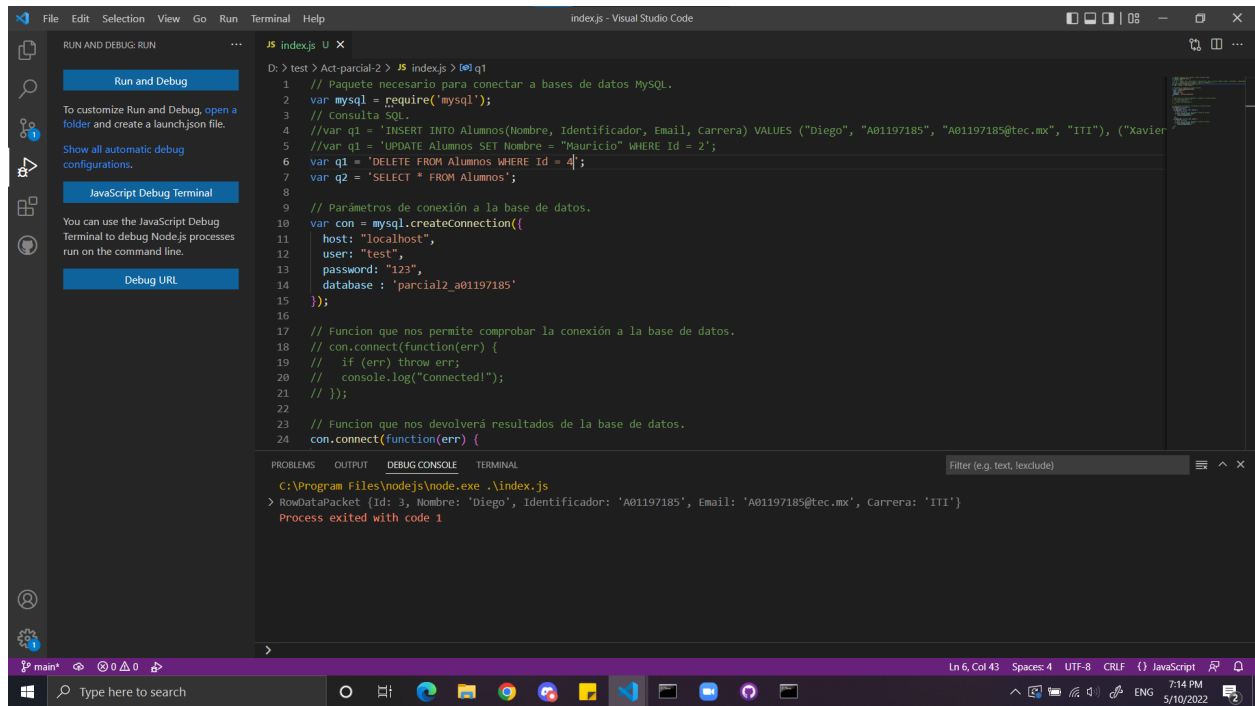 File Edit Selection View Go Run Terminal Help
index.js - Visual Studio Code
RUN AND DEBUG: RUN
Run and Debug
To customize Run and Debug, open a
folder and create a launch.json file.
Show all automatic debug
configurations.
JavaScript Debug Terminal
You can use the JavaScript Debug
Terminal to debug Node.js processes
run on the command line.
Debug URL
JS index.js U
D: > test > Act-parcial-2 > JS index.js > q1
1 // Paquete necesario para conectar a bases de datos MySQL.
2 var mysql = require('mysql');
3 // Consulta SQL.
4 //var q1 = 'INSERT INTO Alumnos(Nombre, Identificador, Email, Carrera) VALUES ("Diego", "A01197185", "A01197185@tec.mx", "ITI"), ("Xavier
5 //var q1 = 'UPDATE Alumnos SET Nombre = "Mauricio" WHERE Id = 2';
6 var q1 = 'DELETE FROM Alumnos WHERE Id = 4';
7 var q2 = 'SELECT * FROM Alumnos';
8
9 // Parámetros de conexión a la base de datos.
10 var con = mysql.createConnection({
11 host: "localhost",
12 user: "test",
13 password: "123",
14 database : 'parcial2_a01197185'
15 });
16
17 // Funcion que nos permite comprobar la conexión a la base de datos.
18 // con.connect(function(err) {
19 // if (err) throw err;
20 // console.log("Connected!");
21 // });
22
23 // Funcion que nos devolverá resultados de la base de datos.
24 con.connect(function(err) {
PROBLEMS OUTPUT DEBUG CONSOLE TERMINAL
Filter (e.g. text, !exclude)
C:\Program Files\nodejs\node.exe .\index.js
> RowDataPacket {Id: 3, Nombre: 'Diego', Identificador: 'A01197185', Email: 'A01197185@tec.mx', Carrera: 'ITI'}
Process exited with code 1
>
main* 0 0 Ln 6, Col 43 Spaces: 4 UTF-8 CRLF {} JavaScript
Type here to search
ENG
7:14 PM
5/10/2022
2